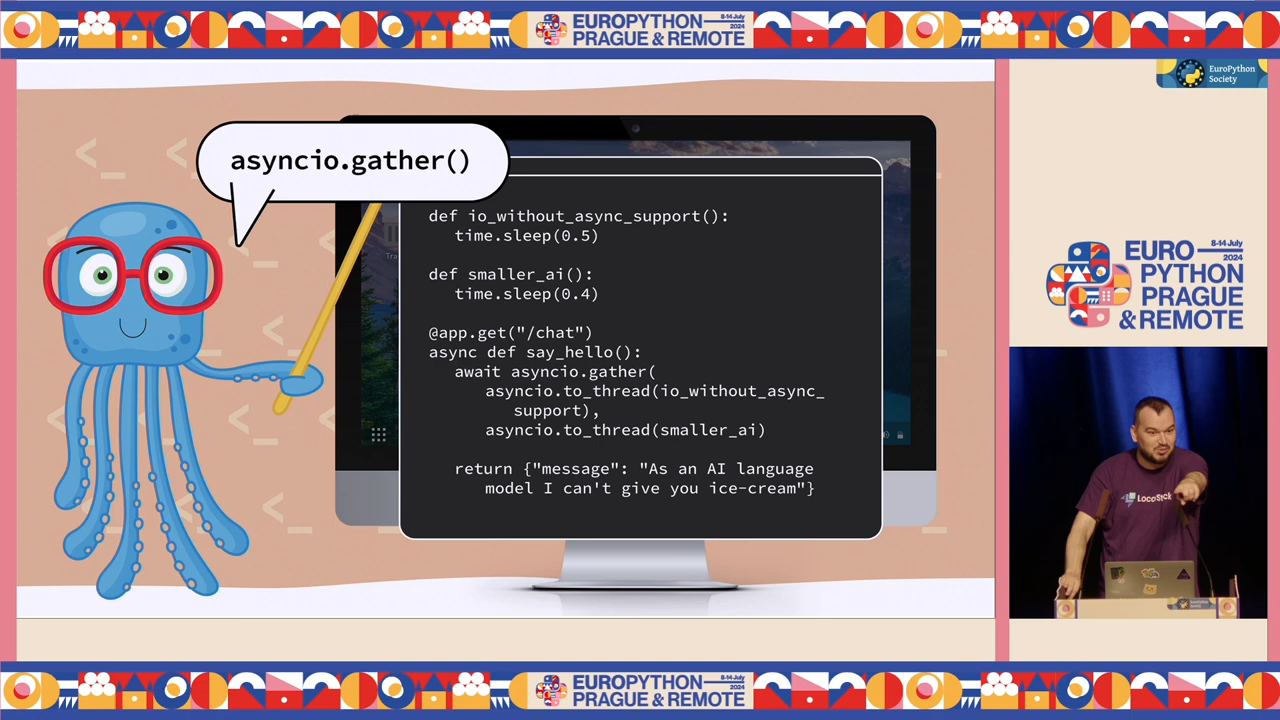 EUROPYTHON 8-14 July
2024
PRAGUE & REMOTE
EuroPython
Society
asyncio.gather()
def io_without_async_support():
time.sleep(0.5)
def smaller_ai():
time.sleep(0.4)
@app.get("/chat")
async def say_hello():
await asyncio.gather(
asyncio.to_thread(io_without_async_
support),
asyncio.to_thread(smaller_ai)
return {"message": "As an AI language
model I can't give you ice-cream"}
EURO 8-14 July
2024
PYTHON
PRAGUE
& REMOTE
EUROPYTHON 8-14 July
2024
PRAGUE & REMOTE